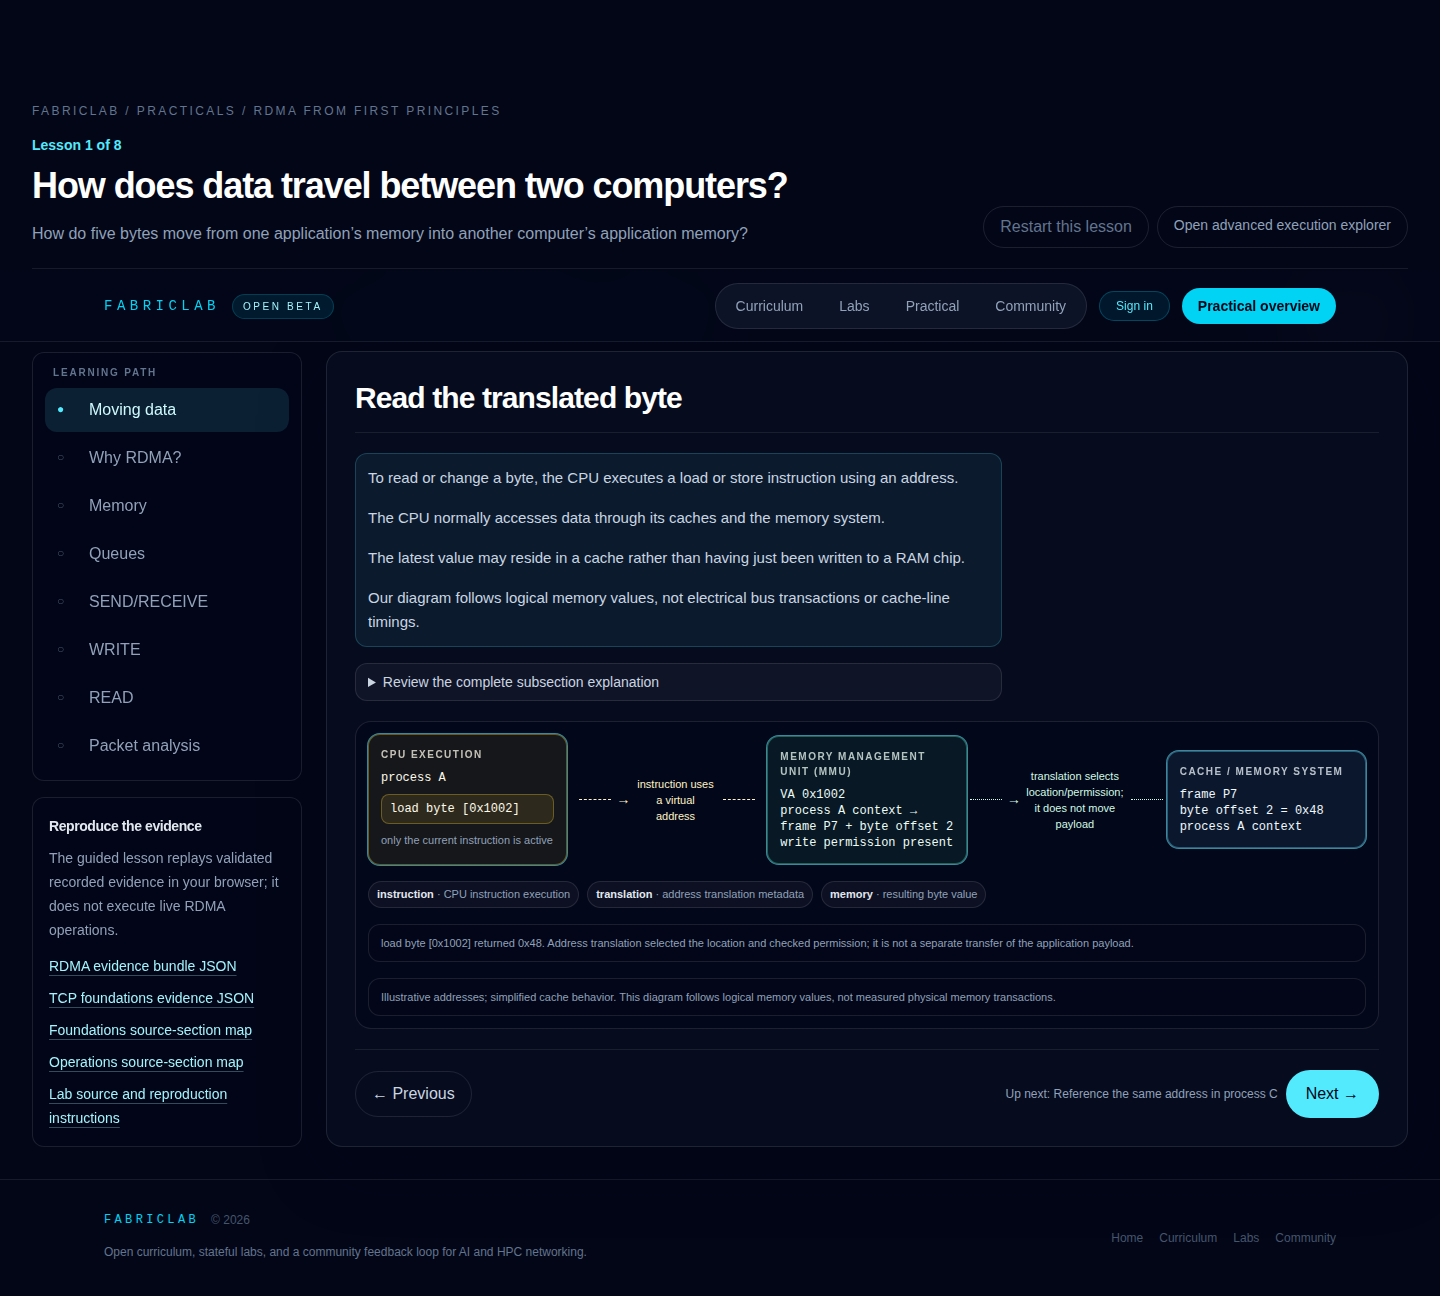 FABRICLAB / PRACTICALS / RDMA FROM FIRST PRINCIPLES
Lesson 1 of 8
How does data travel between two computers?
How do five bytes move from one application’s memory into another computer’s application memory?
Restart this lesson
Open advanced execution explorer
FABRICLAB
OPEN BETA
Curriculum
Labs
Practical
Community
Sign in
Practical overview
LEARNING PATH
Moving data
Why RDMA?
Memory
Queues
SEND/RECEIVE
WRITE
READ
Packet analysis
Reproduce the evidence
The guided lesson replays validated
recorded evidence in your browser; it
does not execute live RDMA
operations.
RDMA evidence bundle JSON
TCP foundations evidence JSON
Foundations source-section map
Operations source-section map
Lab source and reproduction
instructions
Read the translated byte
To read or change a byte, the CPU executes a load or store instruction using an address.
The CPU normally accesses data through its caches and the memory system.
The latest value may reside in a cache rather than having just been written to a RAM chip.
Our diagram follows logical memory values, not electrical bus transactions or cache-line
timings.
▶ Review the complete subsection explanation
CPU EXECUTION
process A
load byte [0x1002]
only the current instruction is active
→
instruction uses
a virtual
address
MEMORY MANAGEMENT
UNIT (MMU)
VA 0x1002
process A context →
frame P7 + byte offset 2
write permission present
→
translation selects
location/permission;
it does not move
payload
CACHE / MEMORY SYSTEM
frame P7
byte offset 2 = 0x48
process A context
instruction · CPU instruction execution
translation · address translation metadata
memory · resulting byte value
load byte [0x1002] returned 0x48. Address translation selected the location and checked permission; it is not a separate transfer of the application payload.
Illustrative addresses; simplified cache behavior. This diagram follows logical memory values, not measured physical memory transactions.
← Previous
Up next: Reference the same address in process C
Next →
FABRICLAB
© 2026
Open curriculum, stateful labs, and a community feedback loop for AI and HPC networking.
Home
Curriculum
Labs
Community